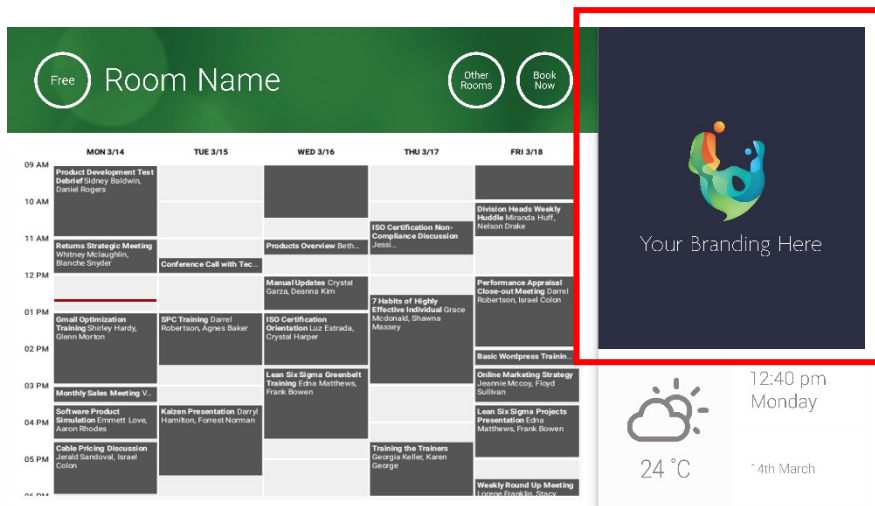 Free
Room Name
Other
Rooms
Book
Now
MON 3/14
TUE 3/15
WED 3/16
THU 3/17
FRI 3/18
09 AM
10 AM
11 AM
12 PM
01 PM
02 PM
03 PM
04 PM
05 PM
06 PM
Product Development Test
Debrief Sidney Baldwin,
Daniel Rogers
Returns Strategic Meeting
Whitney Mclaughlin,
Blanche Snyder
Gmail Optimization
Training Shirley Hardy,
Glenn Morton
Monthly Sales Meeting V...
Software Product
Simulation Emmett Love,
Aaron Rhodes
Cable Pricing Discussion
Jerald Sandoval, Israel
Colon
Conference Call with Tec...
SPC Training Darrel
Robertson, Agnes Baker
Kaizen Presentation Darryl
Hamilton, Forrest Norman
Products Overview Beth...
Manual Updates Crystal
Garza, Deanna Kim
ISO Certification
Orientation Luz Estrada,
Crystal Harper
Lean Six Sigma Greenbelt
Training Edna Matthews,
Frank Bowen
ISO Certification Non-
Compliance Discussion
Jessi...
7 Habits of Highly
Effective Individual Grace
Mcdonald, Shawna
Massey
Training the Trainers
Georgia Keller, Karen
George
Division Heads Weekly
Huddle Miranda Huff,
Nelson Drake
Performance Appraisal
Close-out Meeting Darrel
Robertson, Israel Colon
Basic Wordpress Trainin...
Online Marketing Strategy
Jeannie Mccoy, Floyd
Sullivan
Lean Six Sigma Projects
Presentation Edna
Matthews, Frank Bowen
Weekly Round Up Meeting
Lorene Franklin, Stacy
Your Branding Here
24 °C
12:40 pm
Monday
14th March